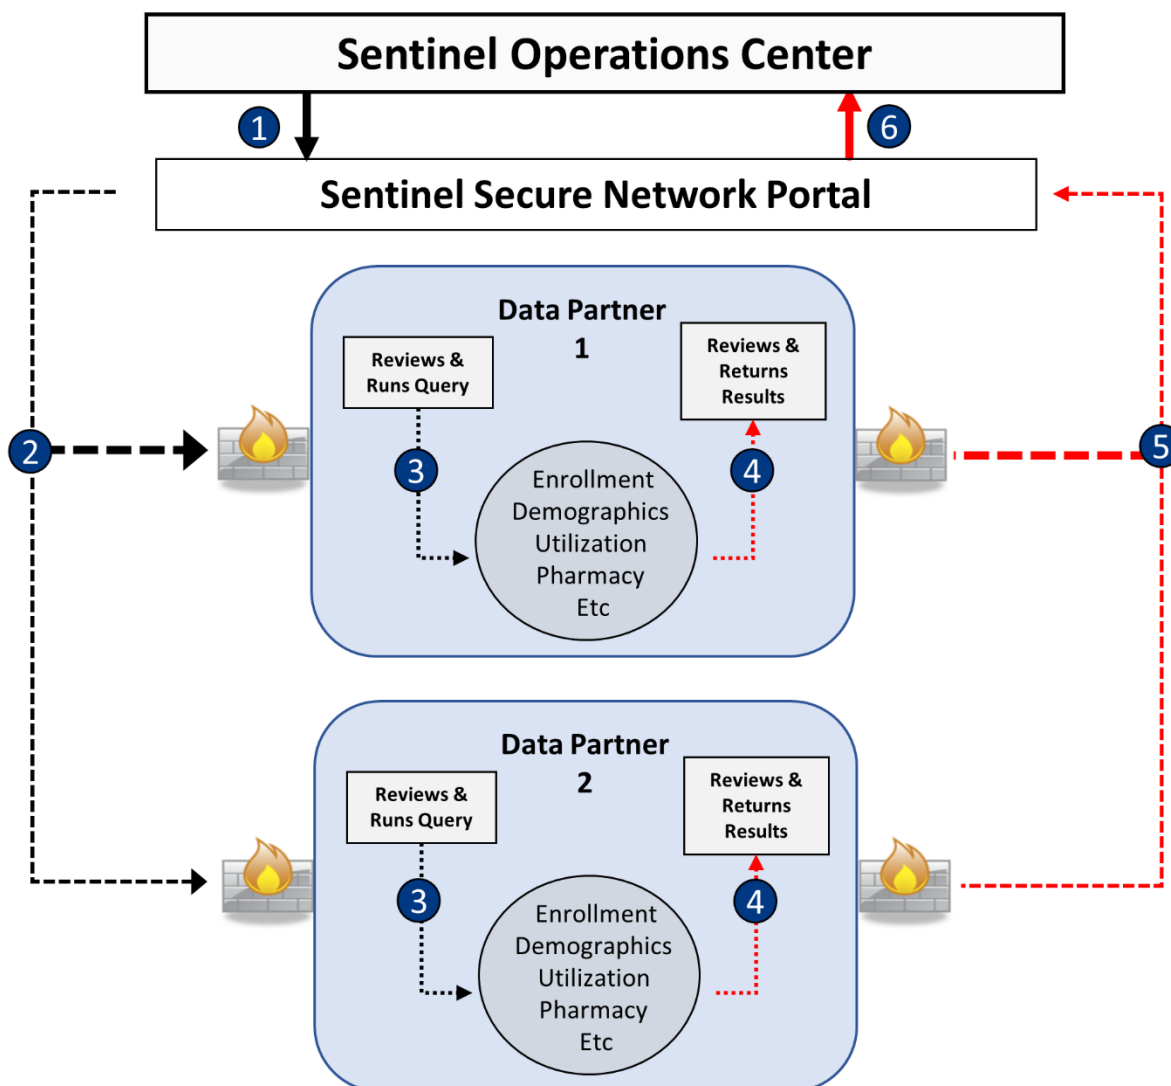 Sentinel Operations Center
1
6
Sentinel Secure Network Portal
Data Partner
1
Reviews &
Runs Query
Reviews &
Returns
Results
2
3
4
5
Enrollment
Demographics
Utilization
Pharmacy
Etc
Data Partner
2
Reviews &
Runs Query
Reviews &
Returns
Results
3
4
Enrollment
Demographics
Utilization
Pharmacy
Etc